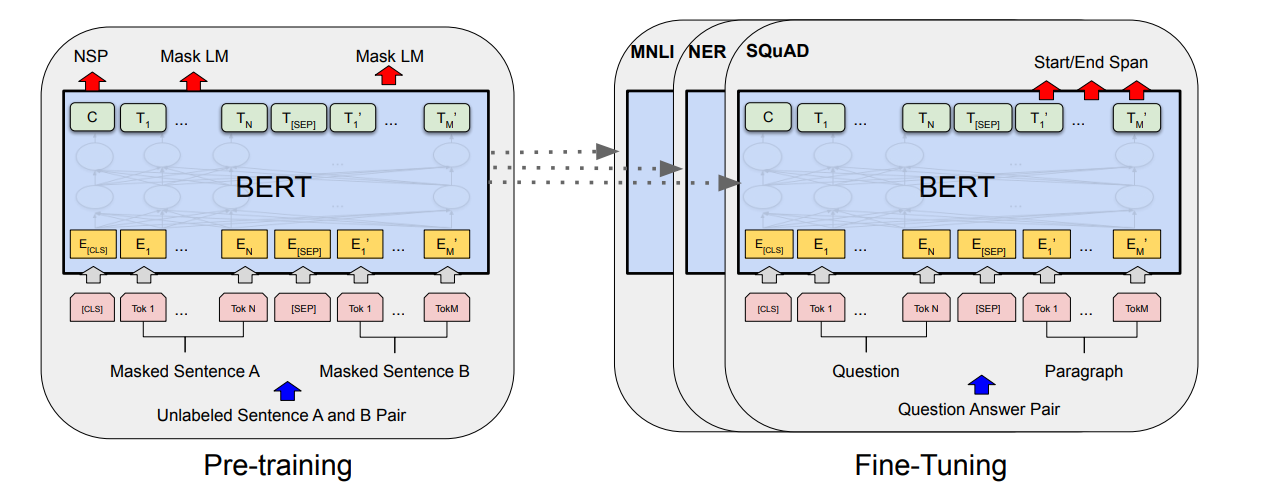 NSP Mask LM Mask LM
C T1 ... TN T[SEP] T1’ ... TM’
...
BERT
...
E[CLS] E1 ... EN E[SEP] E1’ ... EM’
[CLS] Tok 1 ... Tok N [SEP] Tok 1 ... TokM
Masked Sentence A Masked Sentence B
Unlabeled Sentence A and B Pair
Pre-training
MNLI NER SQuAD
Start/End Span
C T1 ... TN T[SEP] T1’ ... TM’
...
BERT
...
E[CLS] E1 ... EN E[SEP] E1’ ... EM’
[CLS] Tok 1 ... Tok N [SEP] Tok 1 ... TokM
Question Paragraph
Question Answer Pair
Fine-Tuning